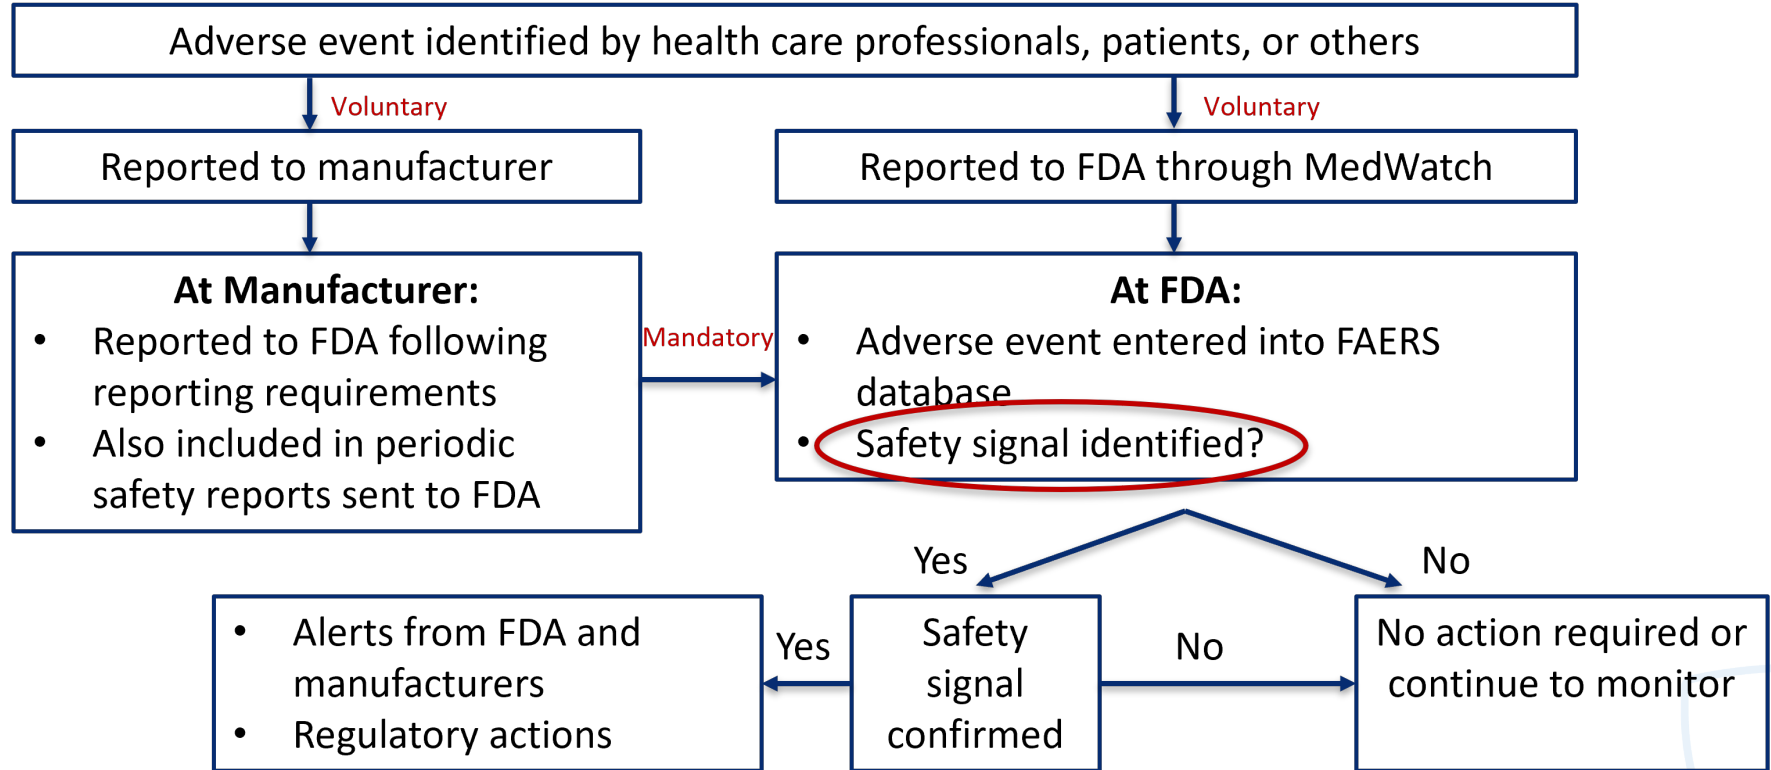 Adverse event identified by health care professionals, patients, or others
Voluntary
Voluntary
Reported to manufacturer
Reported to FDA through MedWatch
At Manufacturer:
• Reported to FDA following
reporting requirements
• Also included in periodic
safety reports sent to FDA
Mandatory
At FDA:
• Adverse event entered into FAERS
database
• Safety signal identified?
Yes
No
• Alerts from FDA and
manufacturers
• Regulatory actions
Yes
Safety
signal
confirmed
No
No action required or
continue to monitor